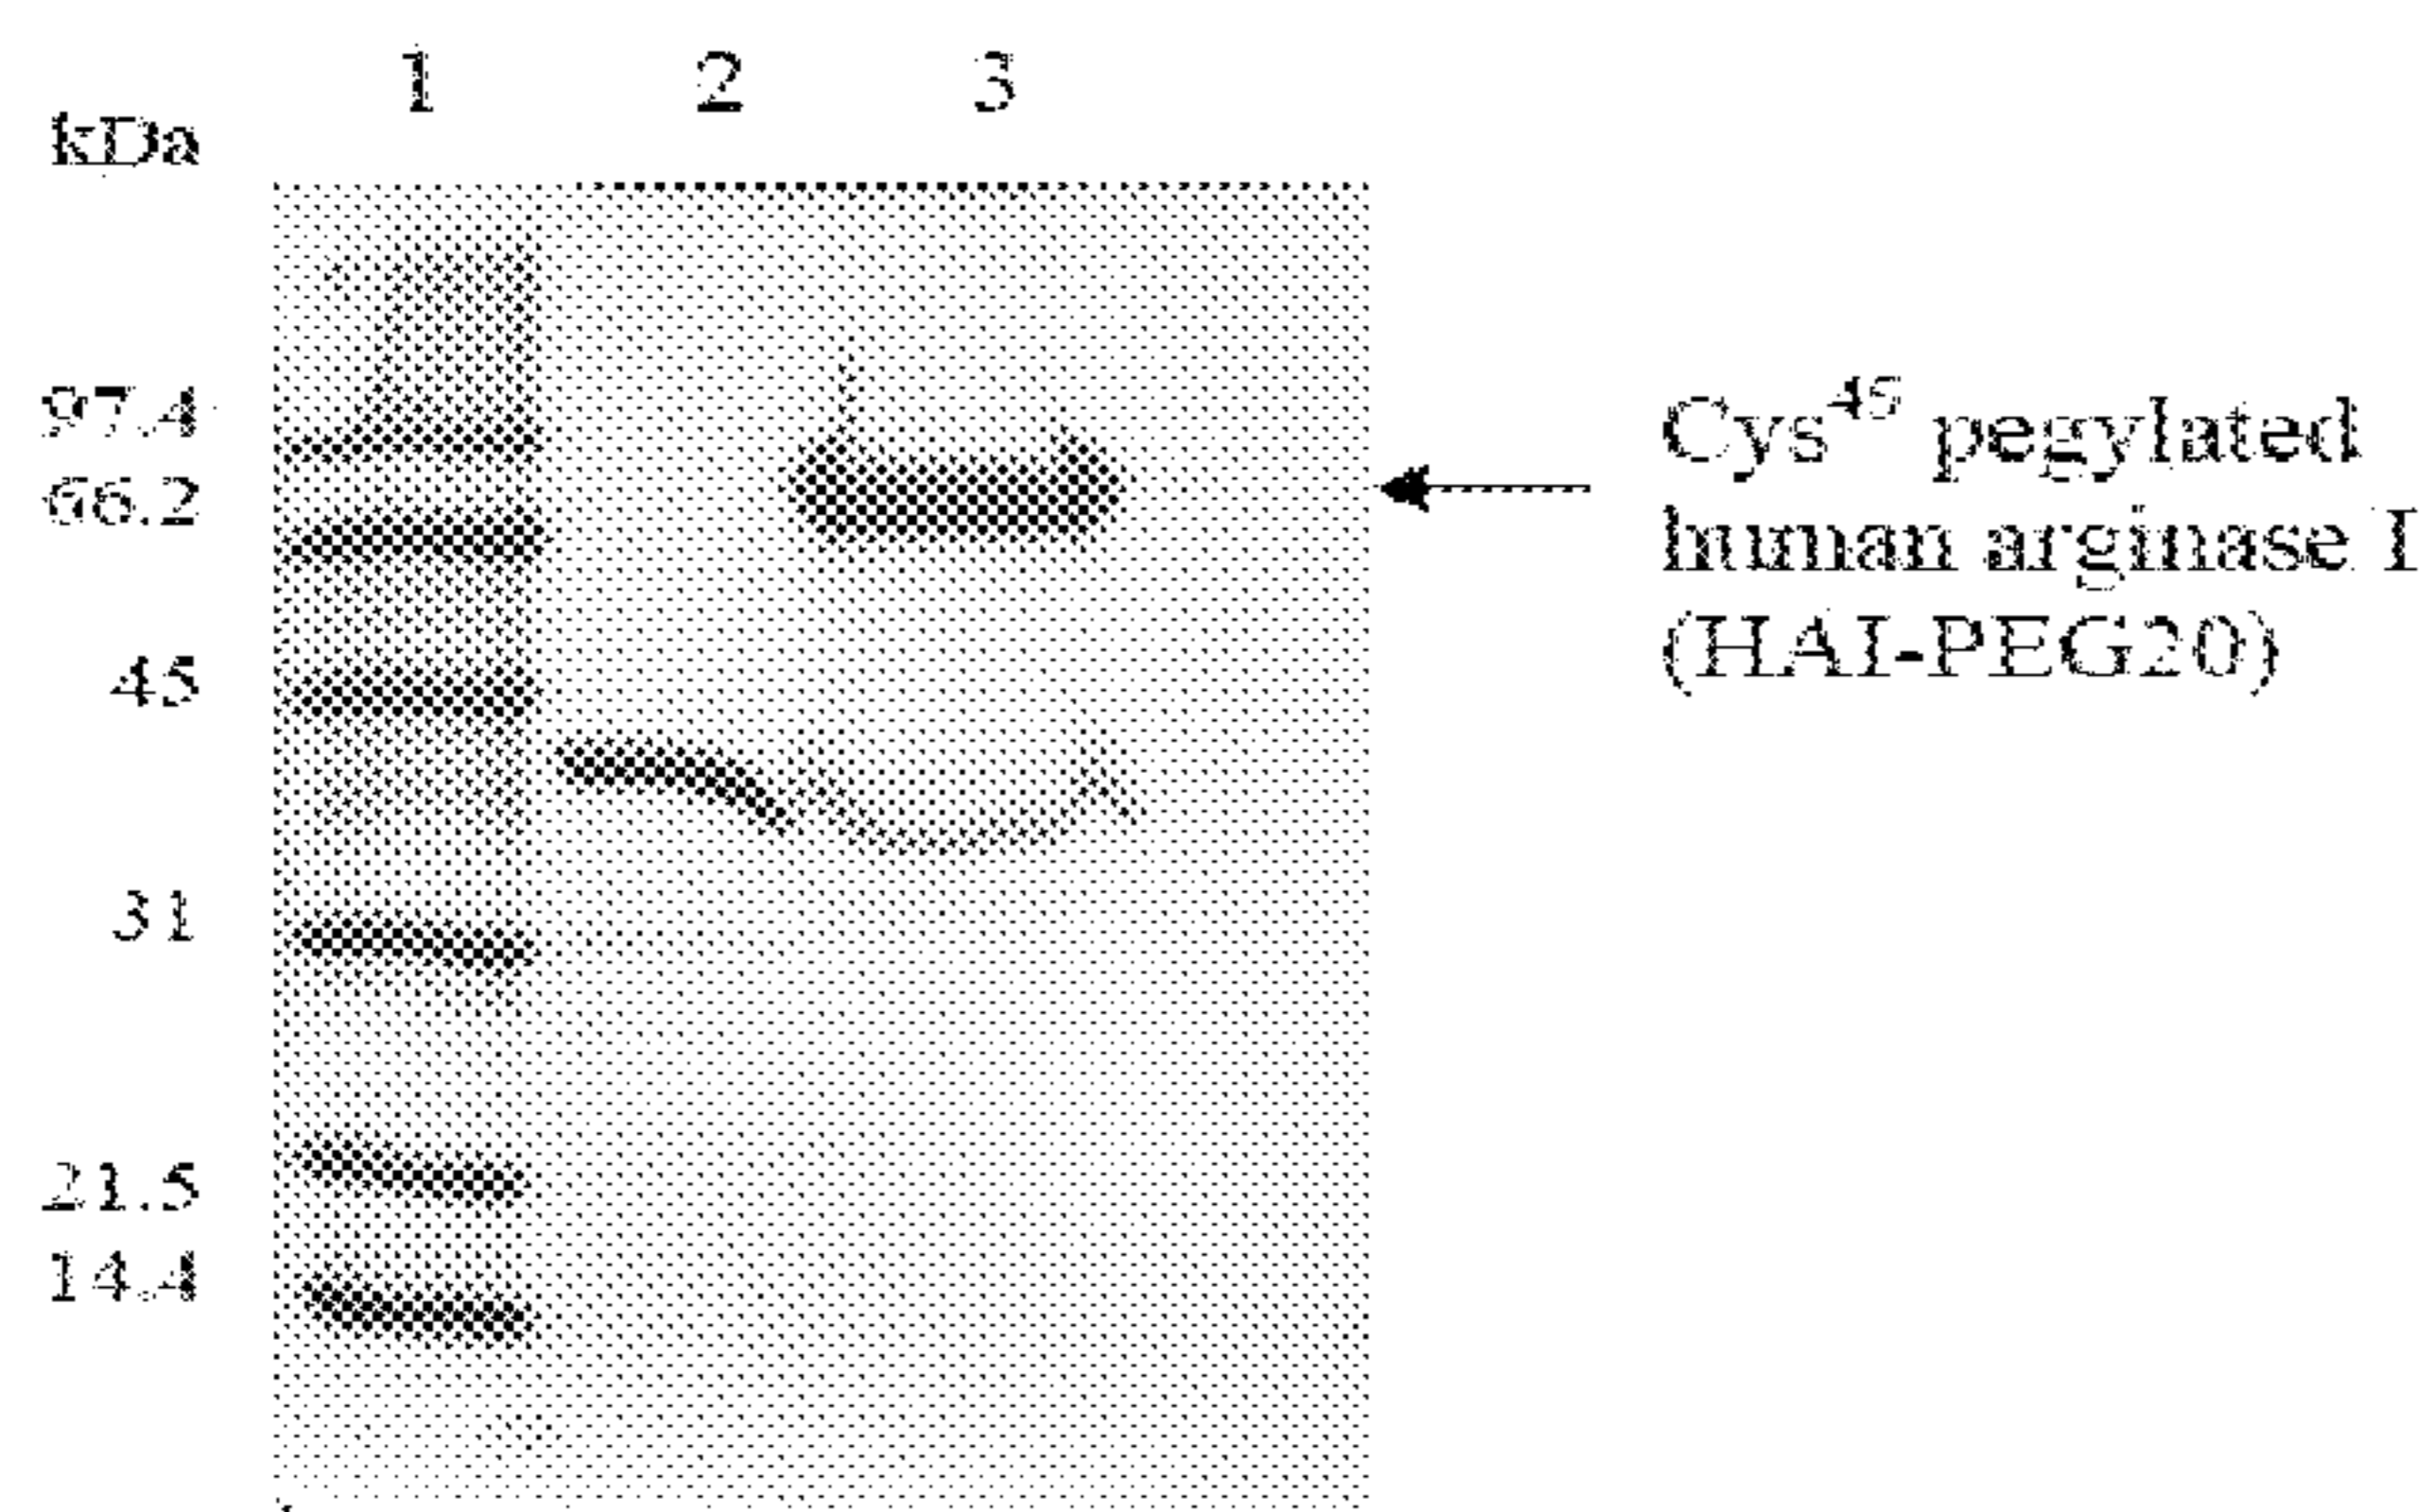 1 2 3
kDa
97.4
66.2
45
31
21.5
14.4
Cys⁴⁵ pegylated
human arginase I
(HAI-PEG20)